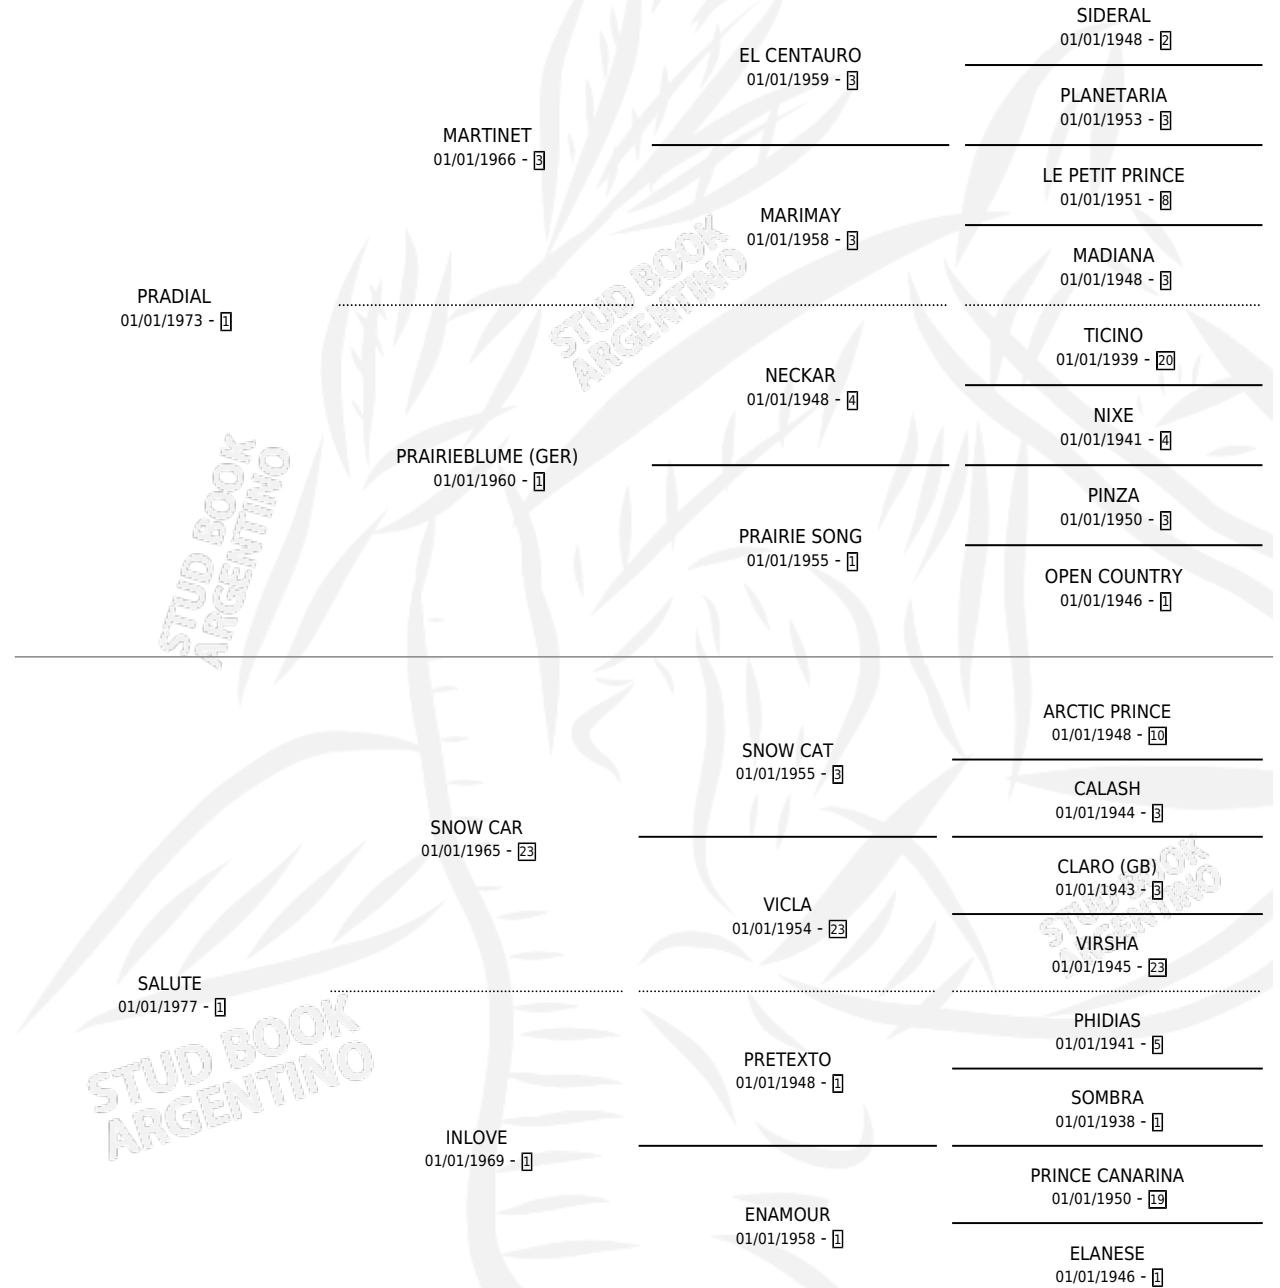 SIDERAL
01/01/1948 - 2
EL CENTAURO
01/01/1959 - 3
PLANETARIA
01/01/1953 - 3
MARTINET
01/01/1966 - 3
LE PETIT PRINCE
01/01/1951 - 8
MARIMAY
01/01/1958 - 3
MADIANA
01/01/1948 - 3
PRADIAL
01/01/1973 - 1
TICINO
01/01/1939 - 20
NECKAR
01/01/1948 - 4
NIXE
01/01/1941 - 4
PRAIRIEBLUME (GER)
01/01/1960 - 1
PINZA
01/01/1950 - 3
PRAIRIE SONG
01/01/1955 - 1
OPEN COUNTRY
01/01/1946 - 1
STUD BOOK
ARGENTINO
STUD BOOK
ARGENTINO
ARCTIC PRINCE
01/01/1948 - 10
SNOW CAT
01/01/1955 - 3
CALASH
01/01/1944 - 3
SNOW CAR
01/01/1965 - 23
CLARO (GB)
01/01/1943 - 3
VICLA
01/01/1954 - 23
VIRSHA
01/01/1945 - 23
SALUTE
01/01/1977 - 1
PHIDIAS
01/01/1941 - 5
PRETEXTO
01/01/1948 - 1
SOMBRA
01/01/1938 - 1
INLOVE
01/01/1969 - 1
PRINCE CANARINA
01/01/1950 - 19
ENAMOUR
01/01/1958 - 1
ELANESE
01/01/1946 - 1
STUD BOOK
ARGENTINO
STUD BOOK
ARGENTINO